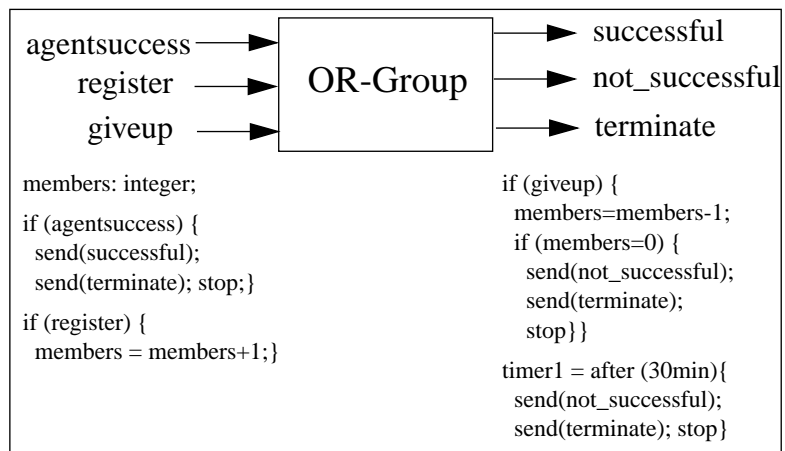 agentsuccess
register
giveup
OR-Group
successful
not_successful
terminate
members: integer;
if (agentsuccess) {
send(successful);
send(terminate); stop;}
if (register) {
members = members+1;}
if (giveup) {
members=members-1;
if (members=0) {
send(not_successful);
send(terminate);
stop}}
timer1 = after (30min){
send(not_successful);
send(terminate); stop}